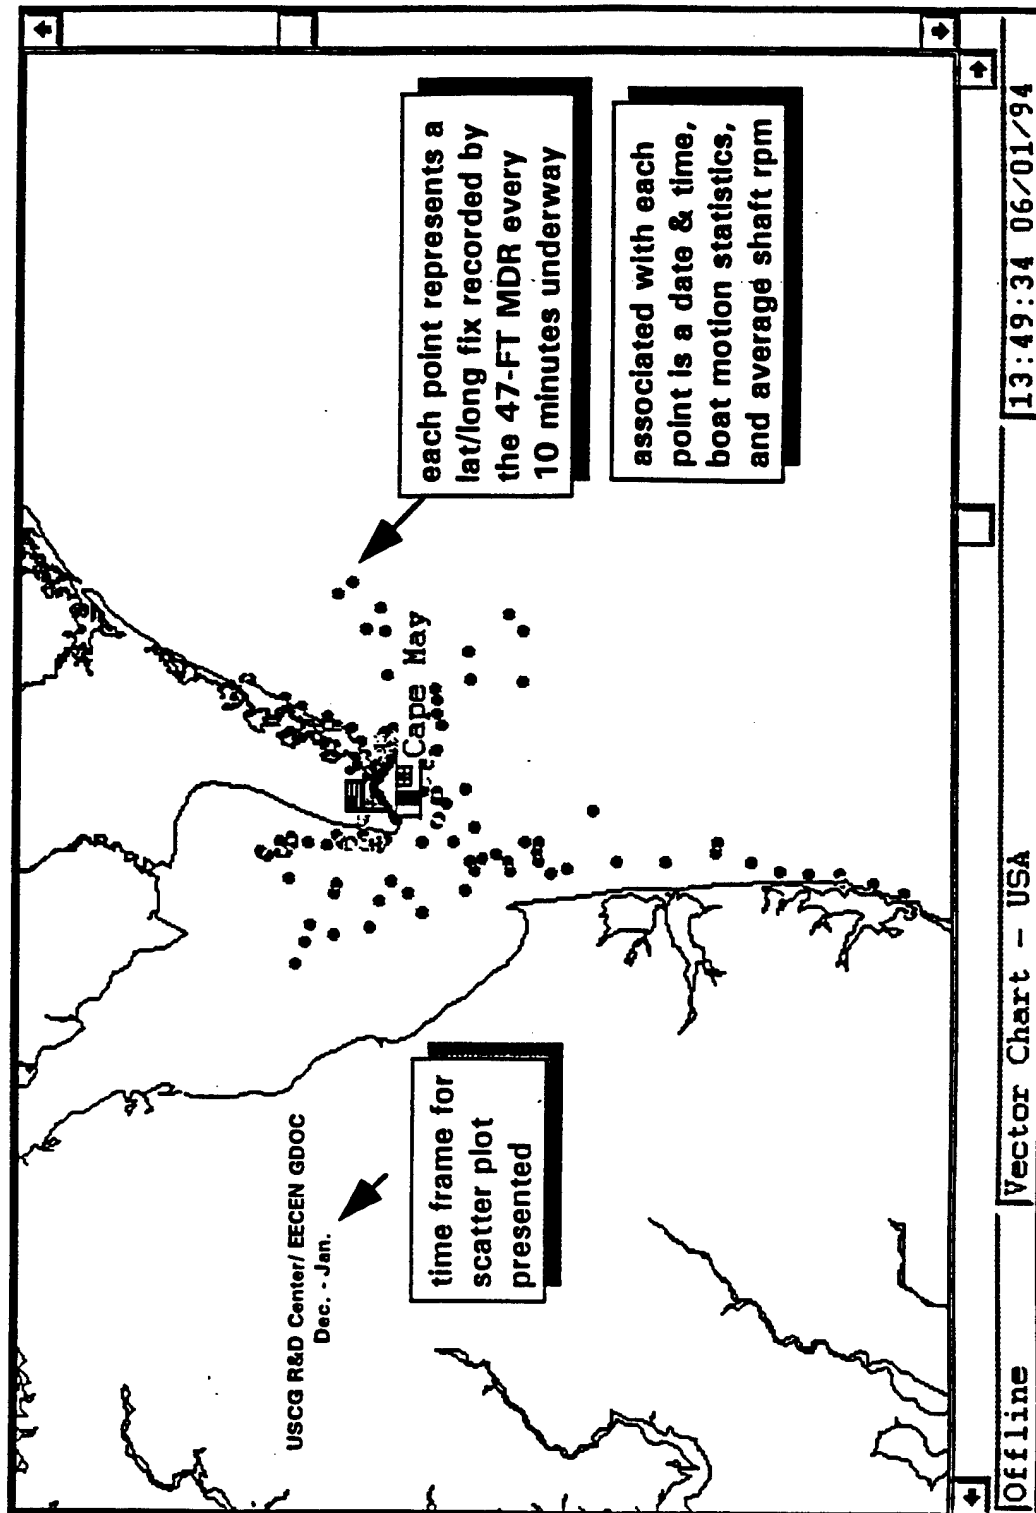 USCG R&D Center/ EECEN GDOC
Dec. - Jan.
time frame for
scatter plot
presented
Cape May
each point represents a
lat/long fix recorded by
the 47-FT MDR every
10 minutes underway
associated with each
point is a date & time,
boat motion statistics,
and average shaft rpm
Offline
Vector Chart - USA
13:49:34 06/01/94